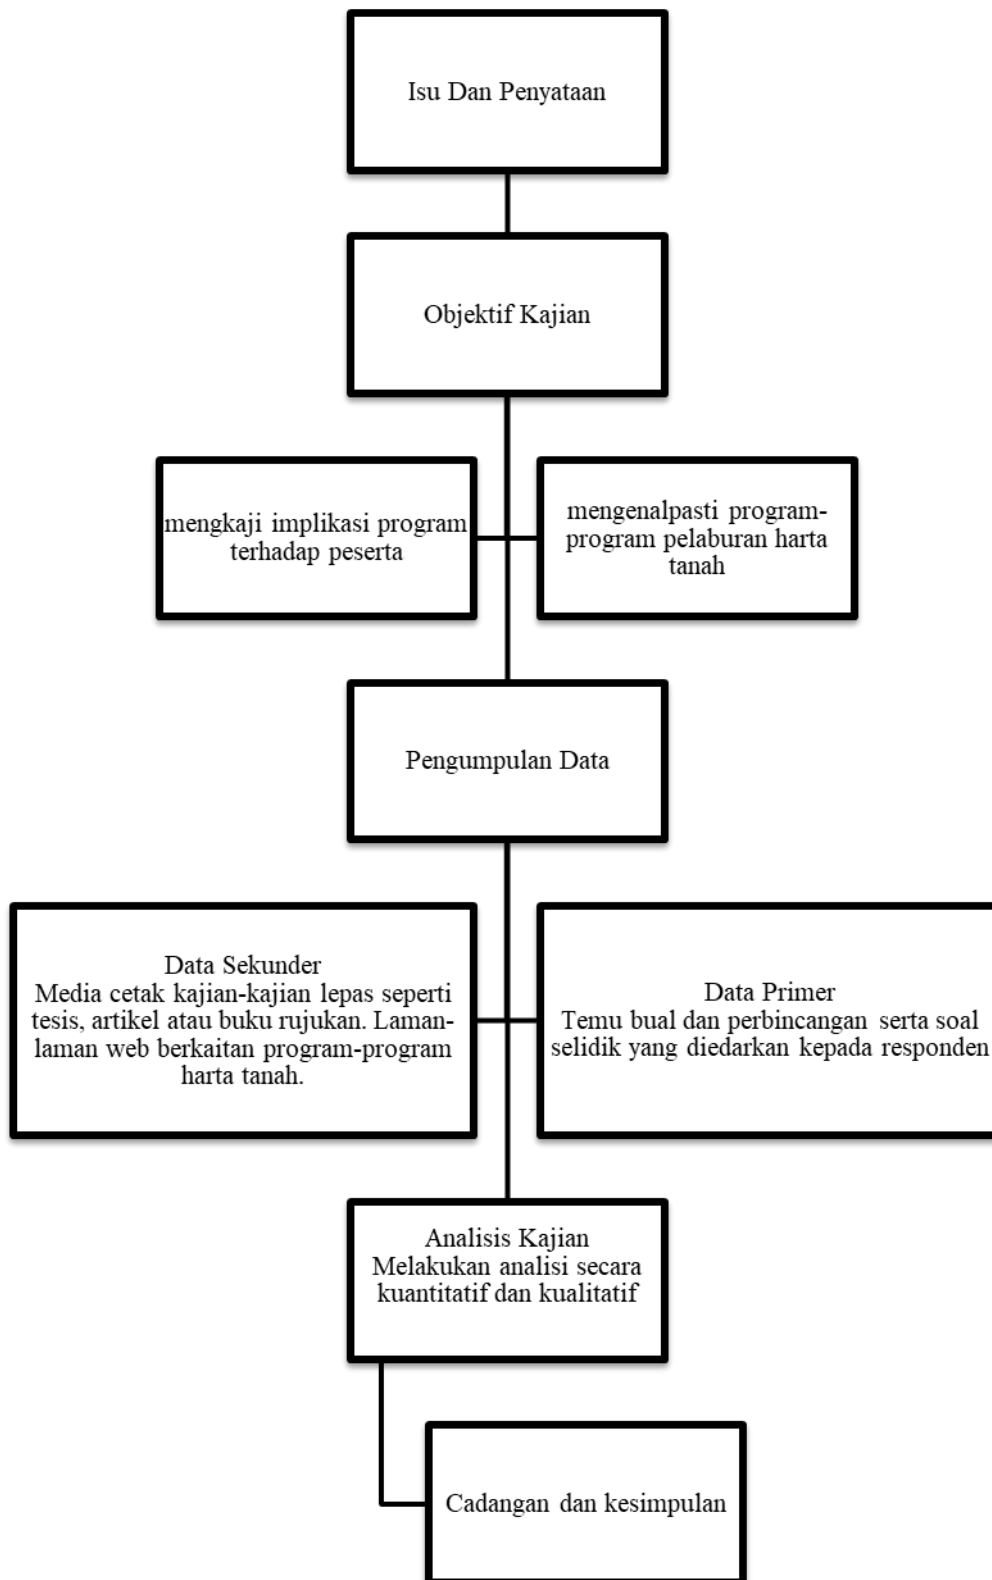 Isu Dan Penyataan
Objektif Kajian
mengkaji implikasi program
terhadap peserta
mengenalpasti program-
program pelaburan harta
tanah
Pengumpulan Data
Data Sekunder
Media cetak kajian-kajian lepas seperti
tesis, artikel atau buku rujukan. Laman-
laman web berkaitan program-program
harta tanah.
Data Primer
Temu bual dan perbincangan serta soal
selidik yang diedarkan kepada responden
Analisis Kajian
Melakukan analisi secara
kuantitatif dan kualitatif
Cadangan dan kesimpulan